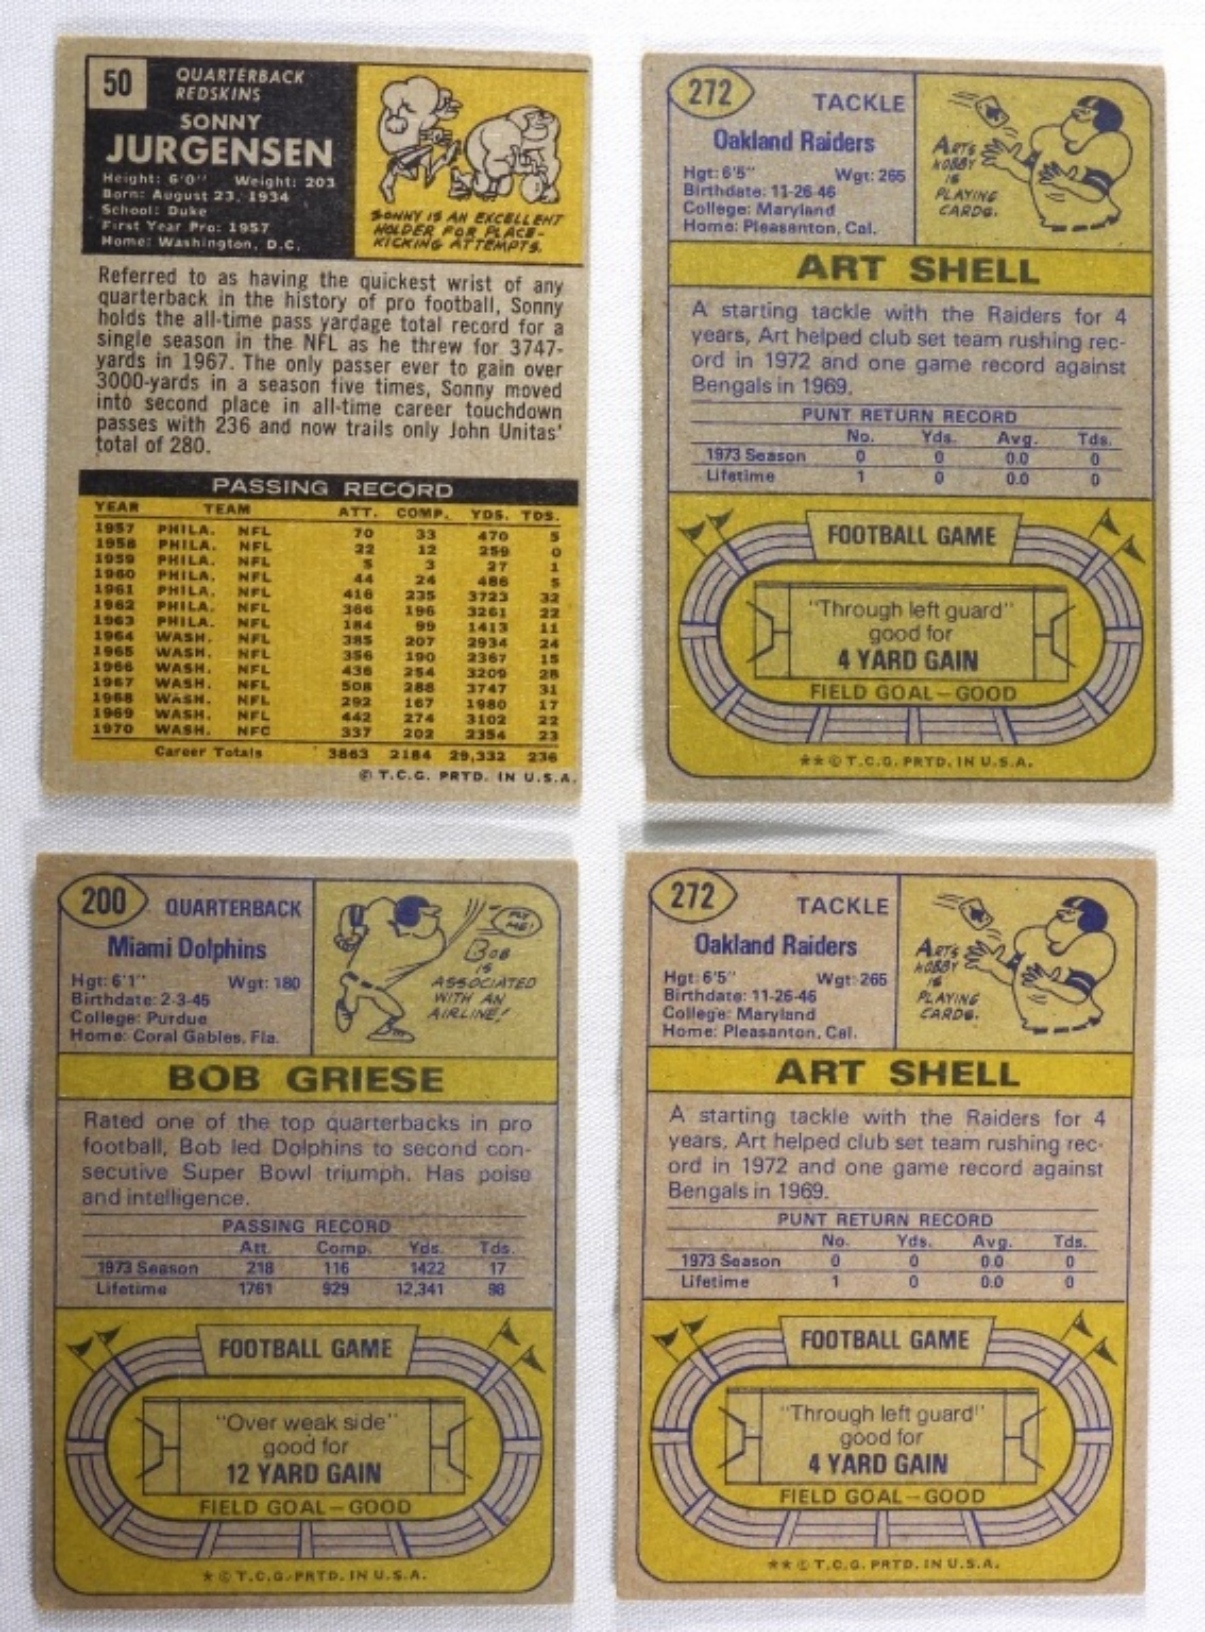 50
QUARTERBACK
REDSKINS
SONNY
JURGENSEN
Height: 6'0" Weight: 203
Born: August 23, 1934
School: Duke
First Year Pro: 1957
Home: Washington, D.C.
SONNY IS AN EXCELLENT
HOLDER FOR PLACE-
KICKING ATTEMPTS.
Referred to as having the quickest wrist of any
quarterback in the history of pro football, Sonny
holds the all-time pass yardage total record for a
single season in the NFL as he threw for 3747-
yards in 1967. The only passer ever to gain over
3000-yards in a season five times, Sonny moved
into second place in all-time career touchdown
passes with 236 and now trails only John Unitas'
total of 280.
PASSING RECORD
YEAR TEAM ATT. COMP. YDS. TDS.
1957 PHILA. NFL 70 33 470 5
1958 PHILA. NFL 22 12 259 0
1959 PHILA. NFL 5 3 27 1
1960 PHILA. NFL 44 24 486 5
1961 PHILA. NFL 416 235 3723 32
1962 PHILA. NFL 366 196 3261 22
1963 PHILA. NFL 184 99 1413 11
1964 WASH. NFL 385 207 2934 24
1965 WASH. NFL 356 190 2367 15
1966 WASH. NFL 436 254 3209 28
1967 WASH. NFL 508 288 3747 31
1968 WASH. NFL 292 167 1980 17
1969 WASH. NFL 442 274 3102 22
1970 WASH. NFC 337 202 2354 23
Career Totals 3863 2184 29,332 236
© T.C.G. PRTD. IN U.S.A.
272
TACKLE
Oakland Raiders
Hgt: 6'5" Wgt: 265
Birthdate: 11-26-46
College: Maryland
Home: Pleasanton, Cal.
ART'S
HOBBY
IS
PLAYING
CARDS.
ART SHELL
A starting tackle with the Raiders for 4
years, Art helped club set team rushing rec-
ord in 1972 and one game record against
Bengals in 1969.
PUNT RETURN RECORD
No. Yds. Avg. Tds.
1973 Season 0 0 0.0 0
Lifetime 1 0 0.0 0
FOOTBALL GAME
"Through left guard"
good for
4 YARD GAIN
FIELD GOAL—GOOD
** © T.C.G. PRTD. IN U.S.A.
200
QUARTERBACK
Miami Dolphins
Hgt: 6'1" Wgt: 180
Birthdate: 2-3-45
College: Purdue
Home: Coral Gables, Fla.
FLY
ME!
BOB
IS
ASSOCIATED
WITH AN
AIRLINE!
BOB GRIESE
Rated one of the top quarterbacks in pro
football, Bob led Dolphins to second con-
secutive Super Bowl triumph. Has poise
and intelligence.
PASSING RECORD
Att. Comp. Yds. Tds.
1973 Season 218 116 1422 17
Lifetime 1761 929 12,341 98
FOOTBALL GAME
"Over weak side"
good for
12 YARD GAIN
FIELD GOAL—GOOD
* © T.C.G. PRTD. IN U.S.A.
272
TACKLE
Oakland Raiders
Hgt: 6'5" Wgt: 265
Birthdate: 11-26-46
College: Maryland
Home: Pleasanton, Cal.
ART'S
HOBBY
IS
PLAYING
CARDS.
ART SHELL
A starting tackle with the Raiders for 4
years, Art helped club set team rushing rec-
ord in 1972 and one game record against
Bengals in 1969.
PUNT RETURN RECORD
No. Yds. Avg. Tds.
1973 Season 0 0 0.0 0
Lifetime 1 0 0.0 0
FOOTBALL GAME
"Through left guard"
good for
4 YARD GAIN
FIELD GOAL—GOOD
** © T.C.G. PRTD. IN U.S.A.